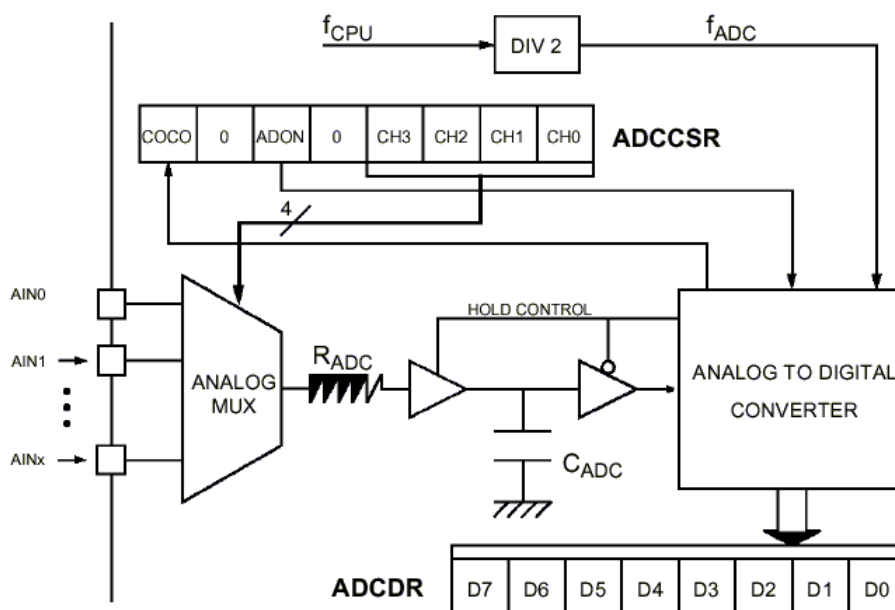 fCPU
DIV 2
fADC
COCO 0 ADON 0 CH3 CH2 CH1 CH0 ADCCSR
4
AIN0
HOLD CONTROL
AIN1
RADC
ANALOG
MUX
ANALOG TO DIGITAL
CONVERTER
AINx
CADC
ADCDR D7 D6 D5 D4 D3 D2 D1 D0